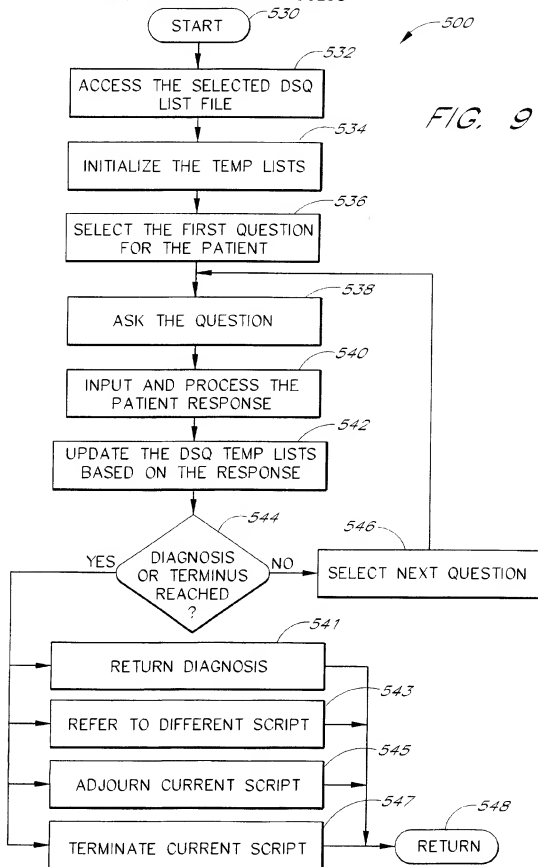 START
530
500
532
ACCESS THE SELECTED DSQ
LIST FILE
FIG. 9
534
INITIALIZE THE TEMP LISTS
536
SELECT THE FIRST QUESTION
FOR THE PATIENT
538
ASK THE QUESTION
540
INPUT AND PROCESS THE
PATIENT RESPONSE
542
UPDATE THE DSQ TEMP LISTS
BASED ON THE RESPONSE
544
546
YES
DIAGNOSIS
OR TERMINUS
REACHED
?
NO
SELECT NEXT QUESTION
541
RETURN DIAGNOSIS
543
REFER TO DIFFERENT SCRIPT
545
ADJOURN CURRENT SCRIPT
547
548
TERMINATE CURRENT SCRIPT
RETURN